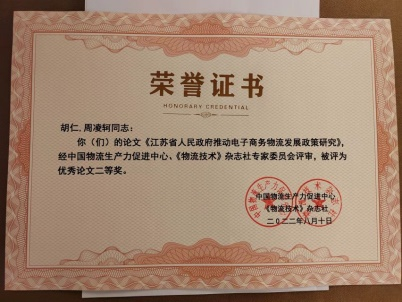 荣誉证书
HONORARY CREDENTIAL
胡仁、周凌轲同志：
你（们）的论文《江苏省人民政府推动电子商务物流发展政策研究》，
经中国物流生产力促进中心、《物流技术》杂志社专家委员会评审，被评为
优秀论文二等奖。
中国物流生产力促进中心
《物流技术》杂志社
二〇二二年八月十日